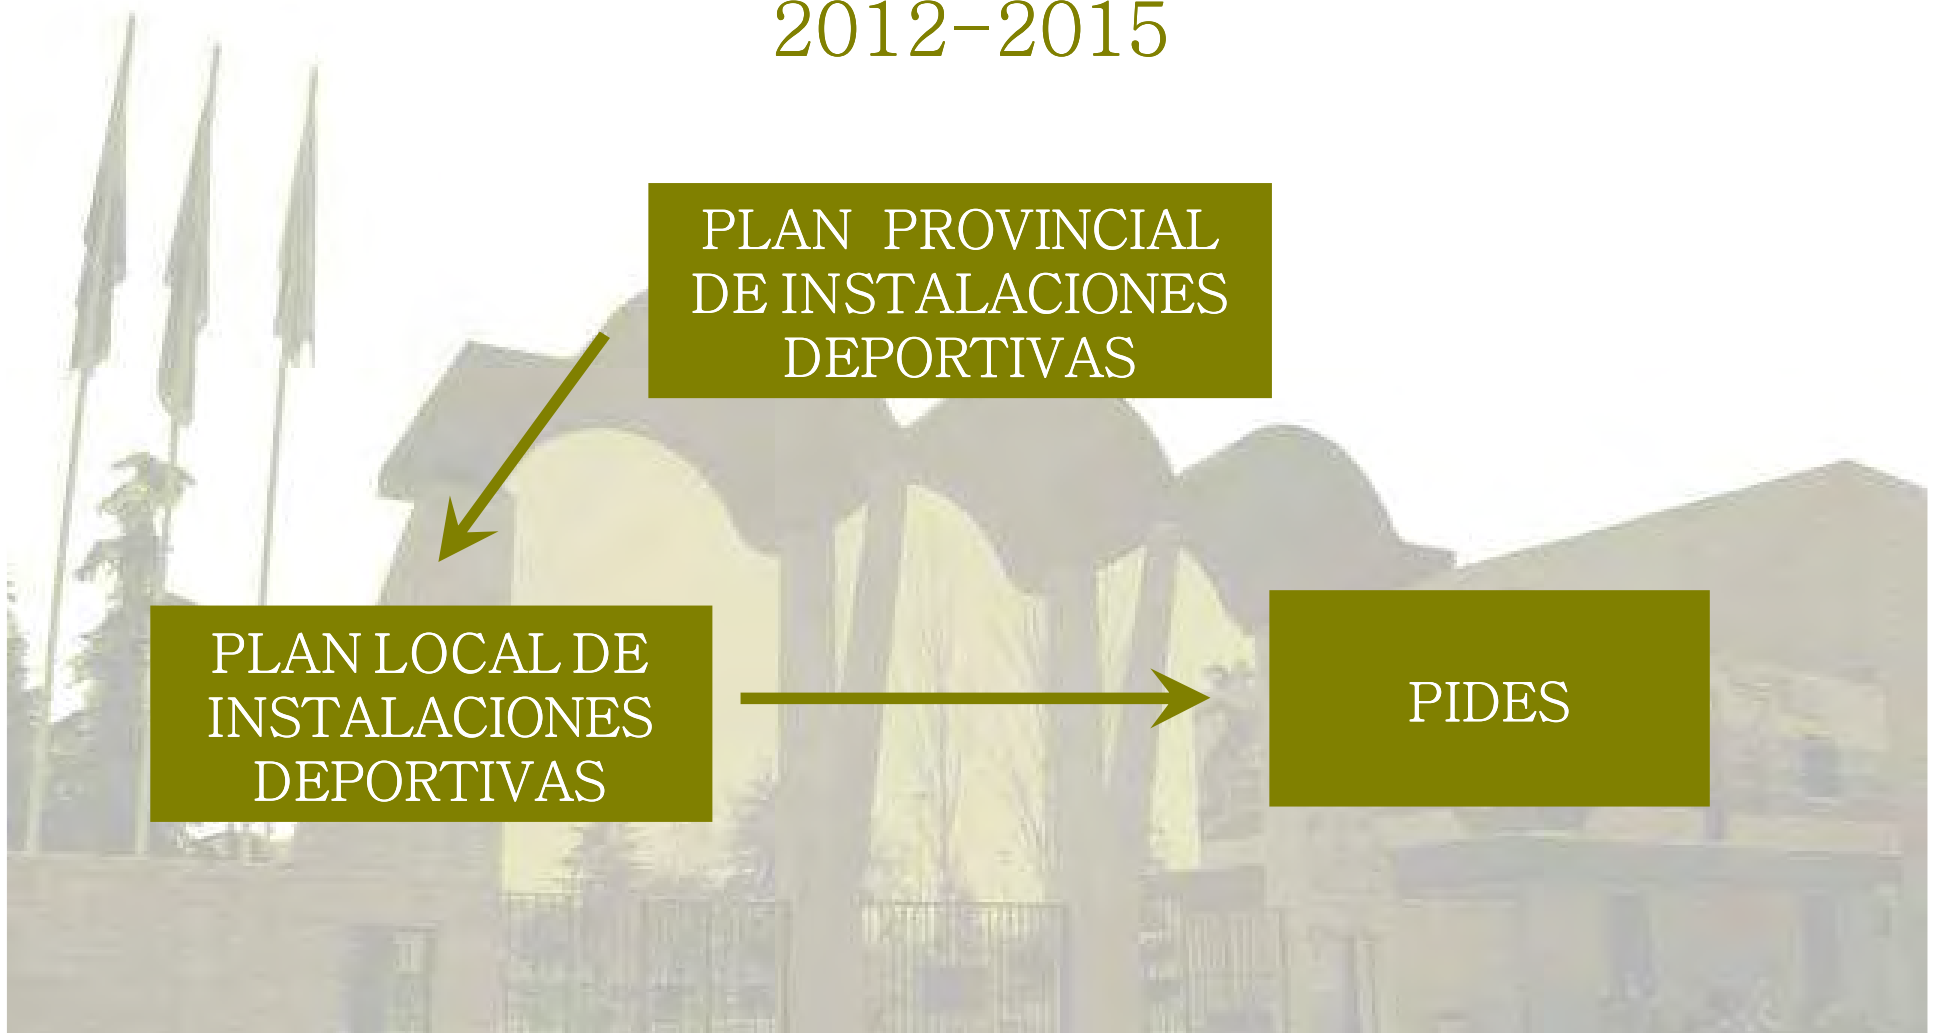 2012-2015
PLAN PROVINCIAL
DE INSTALACIONES
DEPORTIVAS
PLAN LOCAL DE
INSTALACIONES
DEPORTIVAS
PIDES